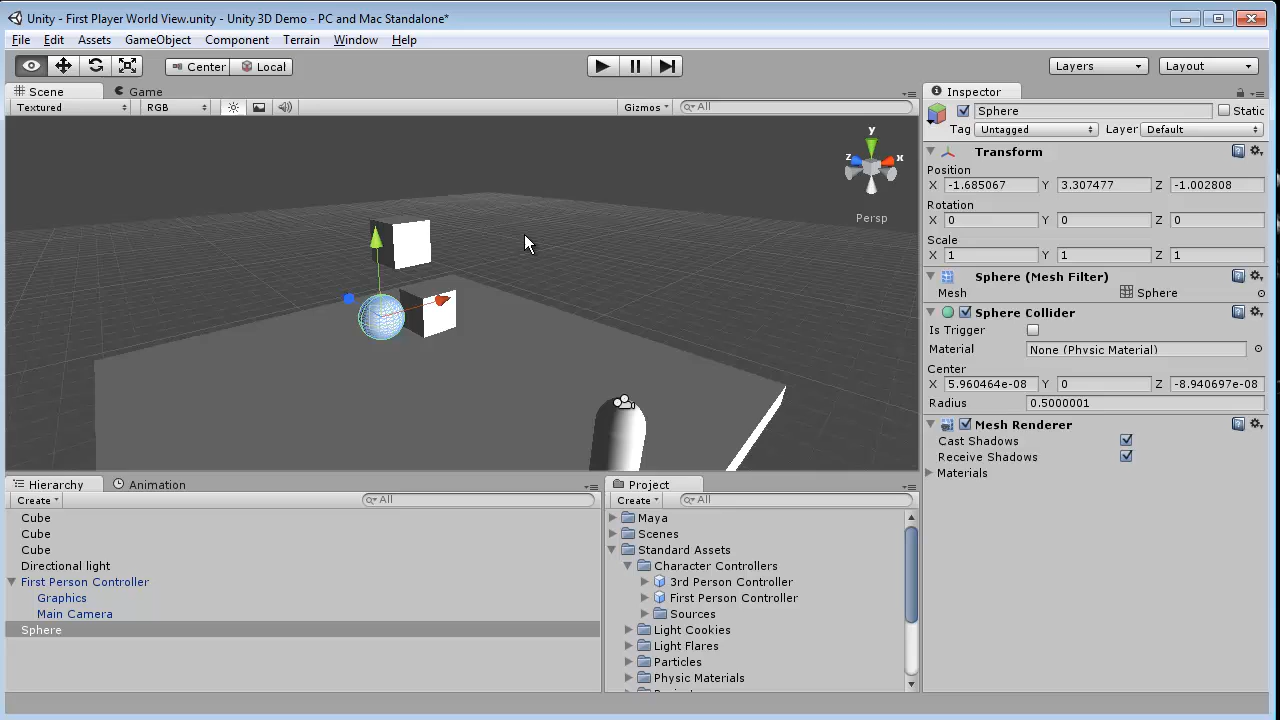 Unity - First Player World View.unity - Unity 3D Demo - PC and Mac Standalone*
File Edit Assets GameObject Component Terrain Window Help
Center Local Layers Layout
Scene Game
Textured RGB Gizmos All
y
z x
Persp
Inspector
Sphere Static
Tag Untagged Layer Default
Transform
Position
X -1.685067 Y 3.307477 Z -1.002808
Rotation
X 0 Y 0 Z 0
Scale
X 1 Y 1 Z 1
Sphere (Mesh Filter)
Mesh Sphere
Sphere Collider
Is Trigger
Material None (Physic Material)
Center
X 5.960464e-08 Y 0 Z -8.940697e-08
Radius 0.5000001
Mesh Renderer
Cast Shadows
Receive Shadows
Materials
Hierarchy Animation
Create All
Cube
Cube
Cube
Directional light
First Person Controller
Graphics
Main Camera
Sphere
Project
Create All
Maya
Scenes
Standard Assets
Character Controllers
3rd Person Controller
First Person Controller
Sources
Light Cookies
Light Flares
Particles
Physic Materials